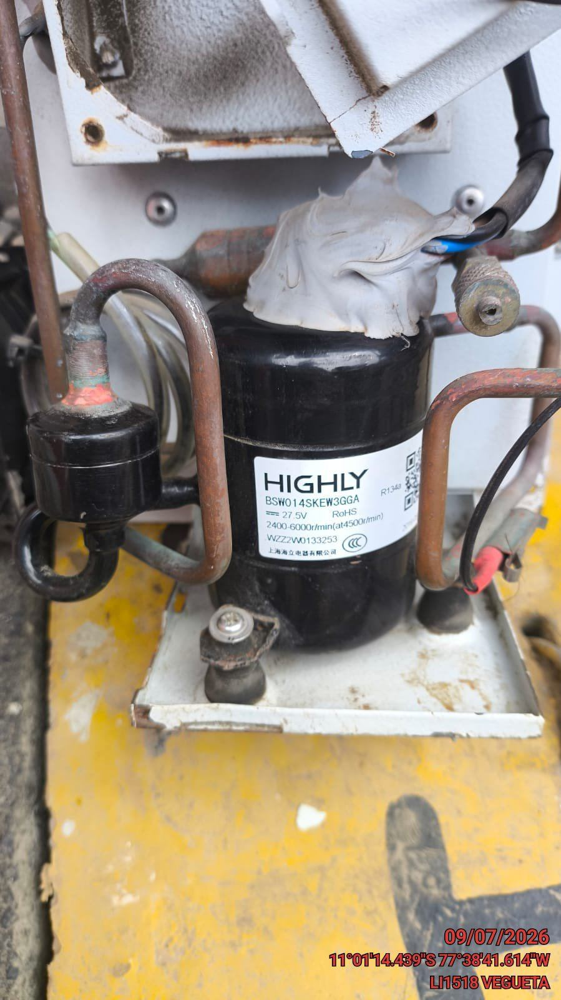 HIGHLY
BSW014SKEW3GGA
R134a
27.5V RoHS
2400-6000r/min(at4500r/min)
WZZ2W0133253
上海海立电器有限公司
09/07/2026
11°01'14.439"S 77°38'41.614"W
LI1518 VEGUETA